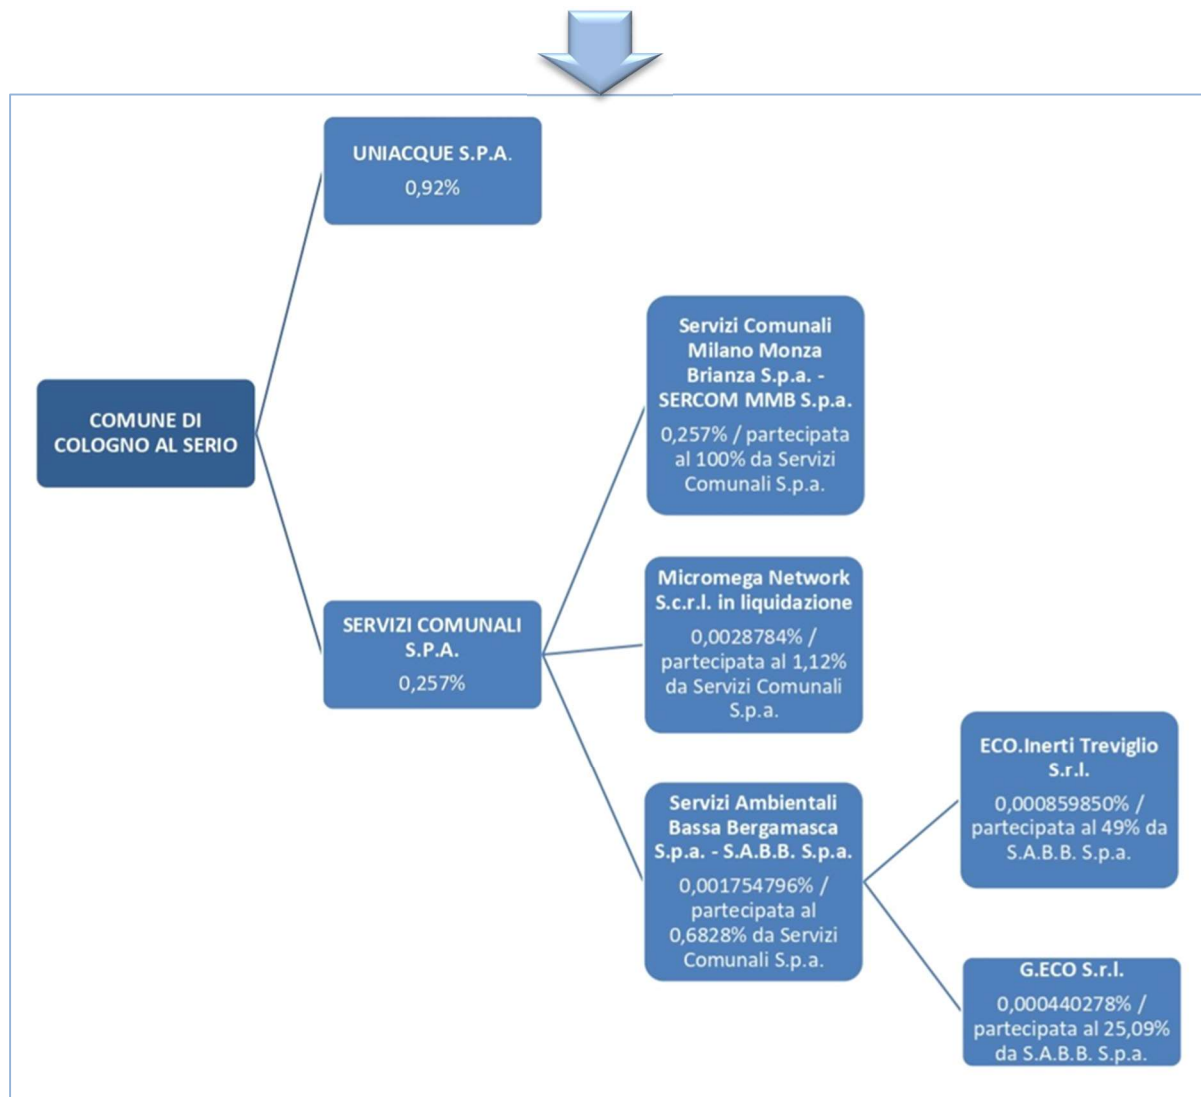 UNIACQUE S.P.A.
0,92%
COMUNE DI
COLOGNO AL SERIO
SERVIZI COMUNALI
S.P.A.
0,257%
Servizi Comunali
Milano Monza
Brianza S.p.a. -
SERCOM MMB S.p.a.
0,257% / partecipata
al 100% da Servizi
Comunali S.p.a.
Micromega Network
S.c.r.l. in liquidazione
0,0028784% /
partecipata al 1,12%
da Servizi Comunali
S.p.a.
Servizi Ambientali
Bassa Bergamasca
S.p.a. - S.A.B.B. S.p.a.
0,001754796% /
partecipata al
0,6828% da Servizi
Comunali S.p.a.
ECO.Inerti Treviglio
S.r.l.
0,000859850% /
partecipata al 49% da
S.A.B.B. S.p.a.
G.ECO S.r.l.
0,000440278% /
partecipata al 25,09%
da S.A.B.B. S.p.a.